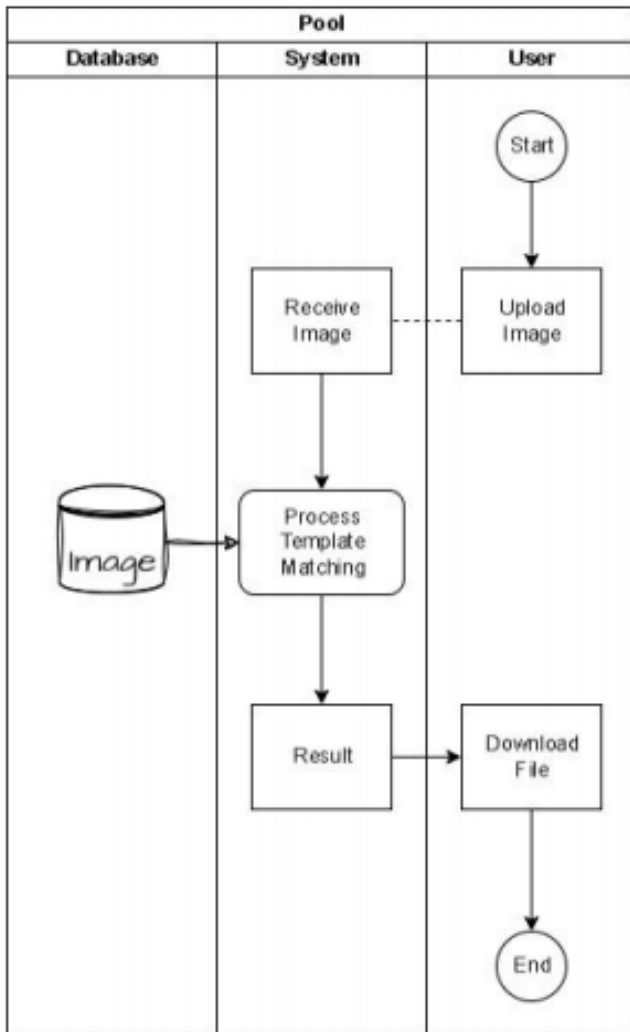 Pool
Database
System
User
Start
Receive
Image
Upload
Image
Image
Process
Template
Matching
Result
Download
File
End